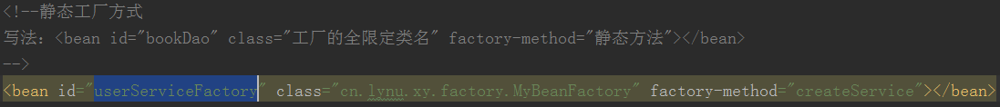 <!--静态工厂方式
写法：<bean id="bookDao" class="工厂的全限定类名" factory-method="静态方法"></bean>
-->
<bean id="userServiceFactory" class="cn.lynu.xy.factory.MyBeanFactory" factory-method="createService"></bean>